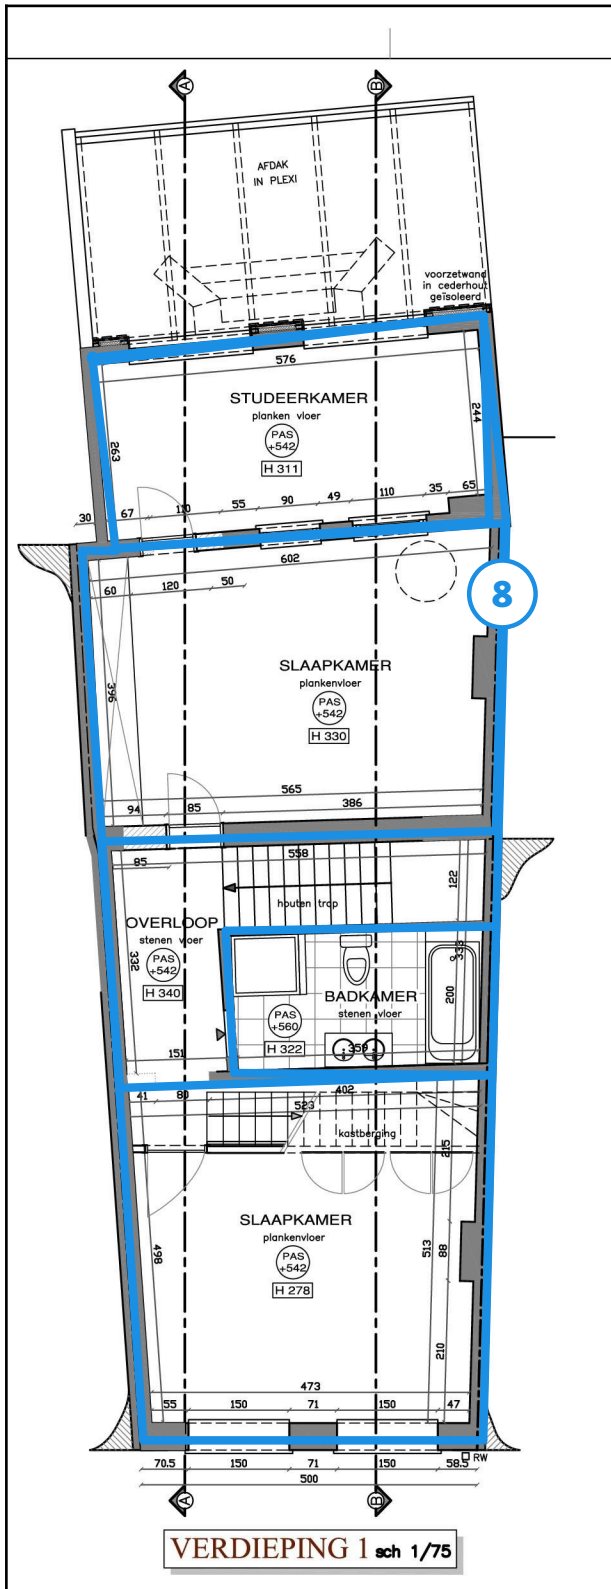 A
B
AFDAK
IN PLEXI
voorzetwand
in cederhout
geïsoleerd
576
STUDEERKAMER
planken vloer
PAS
+542
H 311
263
244
30
67
110
55
90
49
110
35
65
602
60
120
50
8
396
SLAAPKAMER
plankenvloer
PAS
+542
H 330
565
94
85
386
85
558
122
houten trap
OVERLOOP
stenen vloer
PAS
+542
H 340
332
333
BADKAMER
stenen vloer
PAS
+560
H 322
200
359
151
41
80
402
523
kastberging
215
SLAAPKAMER
plankenvloer
PAS
+542
H 278
498
513
88
210
473
55
150
71
150
47
RW
70.5
150
71
150
58.5
500
A
B
VERDIEPING 1 sch 1/75